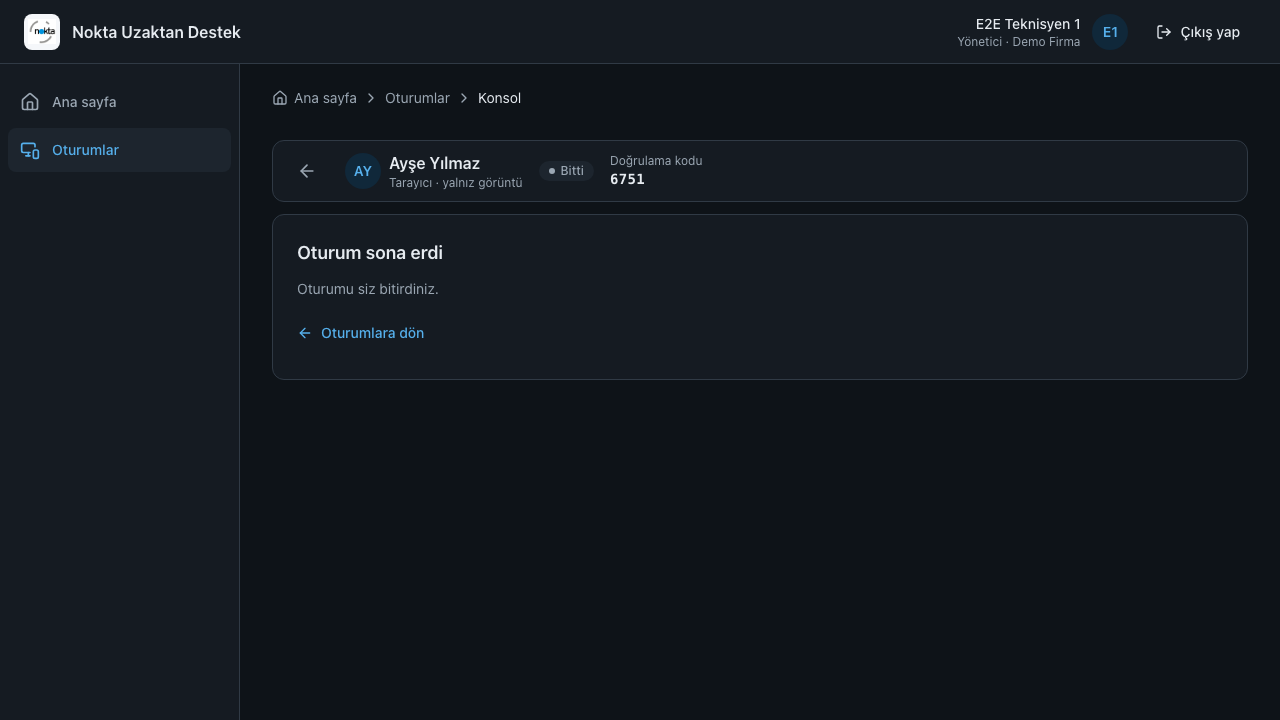 nokta
Nokta Uzaktan Destek
E2E Teknisyen 1
Yönetici · Demo Firma
E1
Çıkış yap
Ana sayfa
Oturumlar
Ana sayfa > Oturumlar > Konsol
AY
Ayşe Yılmaz
Tarayıcı · yalnız görüntü
Bitti
Doğrulama kodu
6751
Oturum sona erdi
Oturumu siz bitirdiniz.
Oturumlara dön